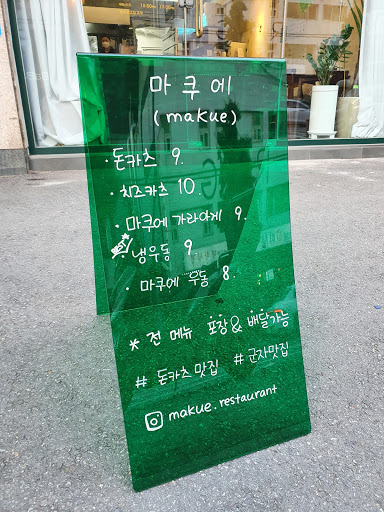 마쿠에
(makue)
· 돈카츠 9.
· 치즈카츠 10.
· 마쿠에 가라아게 9.
· 냉우동 9
· 마쿠에 우동 8.
* 전 메뉴 포장 & 배달가능
# 돈카츠 맛집 # 군자맛집
makue.restaurant